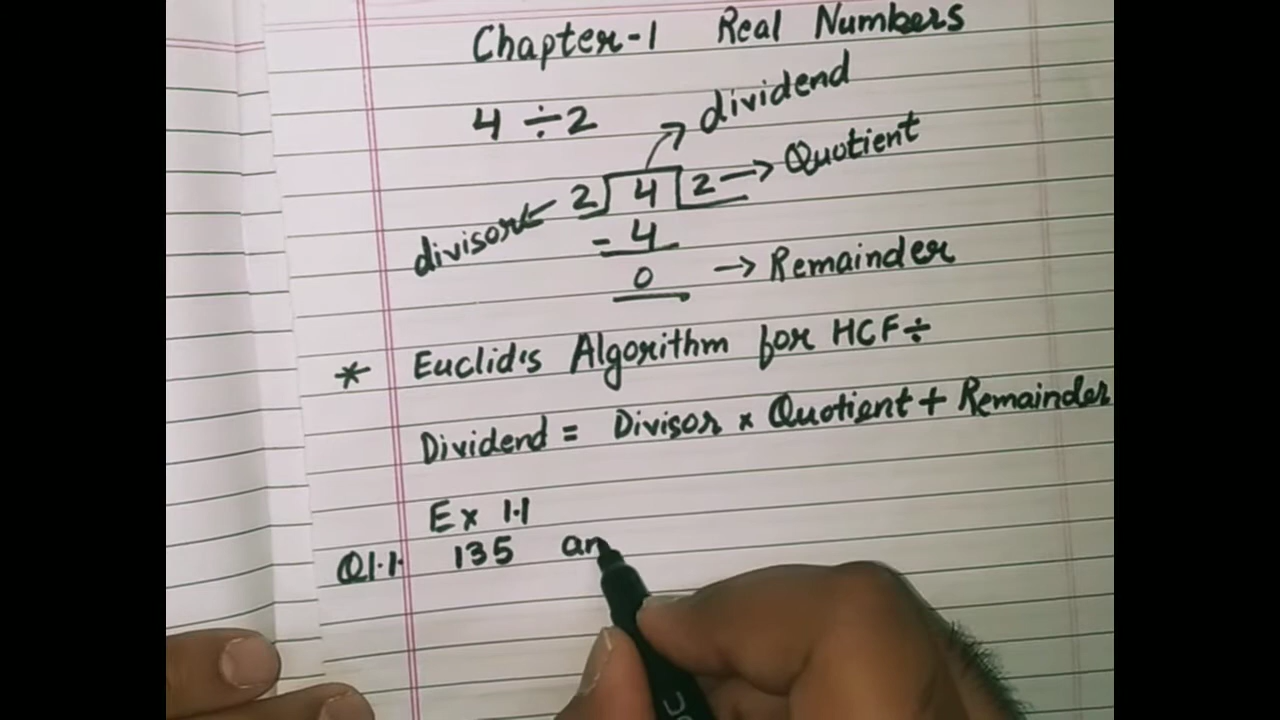 Chapter-1 Real Numbers
4 ÷ 2
dividend
2 4 2 → Quotient
divisor
- 4
0 → Remainder
* Euclid's Algorithm for HCF÷
Dividend = Divisor × Quotient + Remainder
Ex 1.1
Q1.1. 135 an